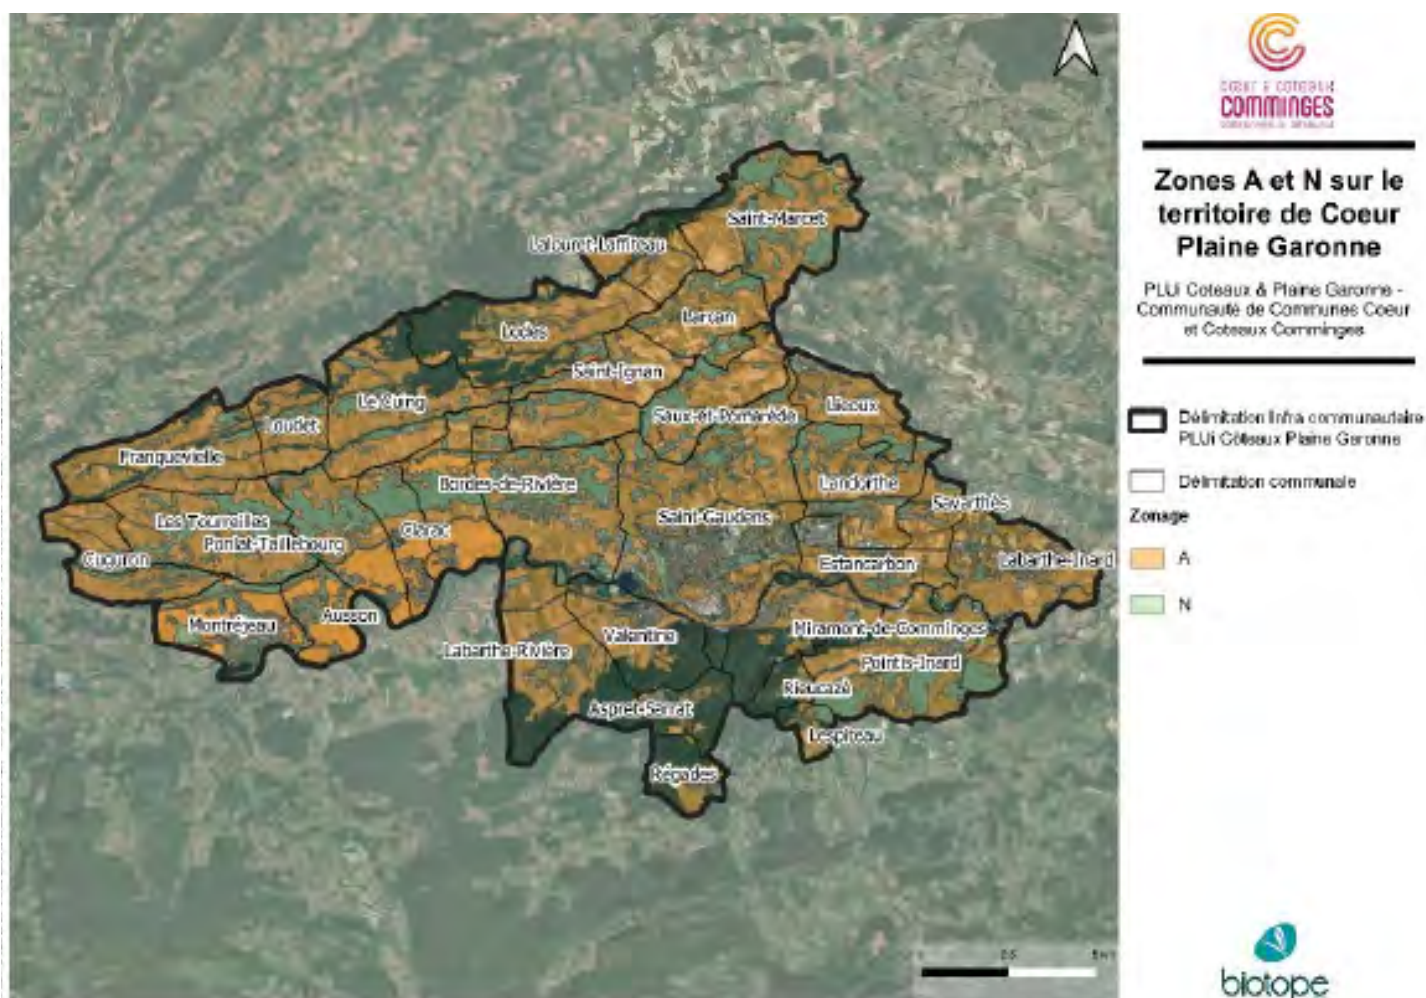 COEUR & COTEAUX
COMMINGES
Zones A et N sur le
territoire de Coeur
Plaine Garonne
PLUi Coteaux & Plaine Garonne -
Communauté de Communes Coeur
et Coteaux Comminges
Délimitation Infra communautaire
PLUi Côteaux Plaine Garonne
Délimitation communale
Zonage
A
N
Saint-Marcet
Lalouret-Laffiteau
Larcan
Lodes
Saint-Ignan
Le Cuing
Saux-et-Pomarède
Lieoux
Loudet
Franquevielle
Bordes-de-Rivière
Landorthe
Savarthès
Les Tourreilles
Saint-Gaudens
Clarac
Ponlat-Taillebourg
Cuguron
Estancarbon
Labarthe-Inard
Ausson
Montréjeau
Valentine
Miramont-de-Comminges
Labarthe-Rivière
Pointis-Inard
Rieucazé
Aspret-Sarrat
Lespiteau
Régades
biotope